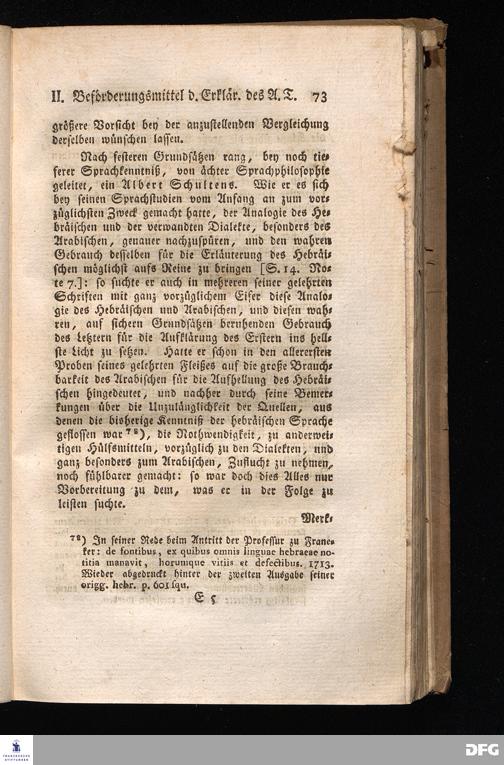 II. Beförderungsmittel d. Erklär. des A. T. 73
größere Vorsicht bey der anzustellenden Vergleichung
derselben wünschen lassen.
Nach festeren Grundsätzen rang, bey noch tie-
ferer Sprachkenntniß, von ächter Sprachphilosophie
geleitet, ein Albert Schultens. Wie er es sich
bey seinen Sprachstudien vom Anfang an zum vor-
züglichsten Zweck gemacht hatte, der Analogie des He-
bräischen und der verwandten Dialekte, besonders des
Arabischen, genauer nachzuspüren, und den wahren
Gebrauch desselben für die Erläuterung des Hebräi-
schen möglichst aufs Reine zu bringen [S. 14. No-
te 7.]: so suchte er auch in mehreren seiner gelehrten
Schriften mit ganz vorzüglichem Eifer diese Analo-
gie des Hebräischen und Arabischen, und diesen wah-
ren, auf sichern Grundsätzen beruhenden Gebrauch
des Letztern für die Aufklärung des Erstern ins hell-
ste Licht zu setzen. Hatte er schon in den allerersten
Proben seines gelehrten Fleißes auf die große Brauch-
barkeit des Arabischen für die Aufhellung des Hebräi-
schen hingedeutet, und nachher durch seine Bemer-
kungen über die Unzulänglichkeit der Quellen, aus
denen die bisherige Kenntniß der hebräischen Sprache
geflossen war ⁷⁸), die Nothwendigkeit, zu anderwei-
tigen Hülfsmitteln, vorzüglich zu den Dialekten, und
ganz besonders zum Arabischen, Zuflucht zu nehmen,
noch fühlbarer gemacht: so war doch dies Alles nur
Vorbereitung zu dem, was er in der Folge zu
leisten suchte.
Merk-
⁷⁸) In seiner Rede beim Antritt der Professur zu Frane-
ker: de fontibus, ex quibus omnis linguae hebraeae no-
titia manavit, horumque vitiis et defectibus. 1713.
Wieder abgedruckt hinter der zweiten Ausgabe seiner
origg. hebr. p. 601 squ.
E 5
FRANCKESCHE
STIFTUNGEN
DFG